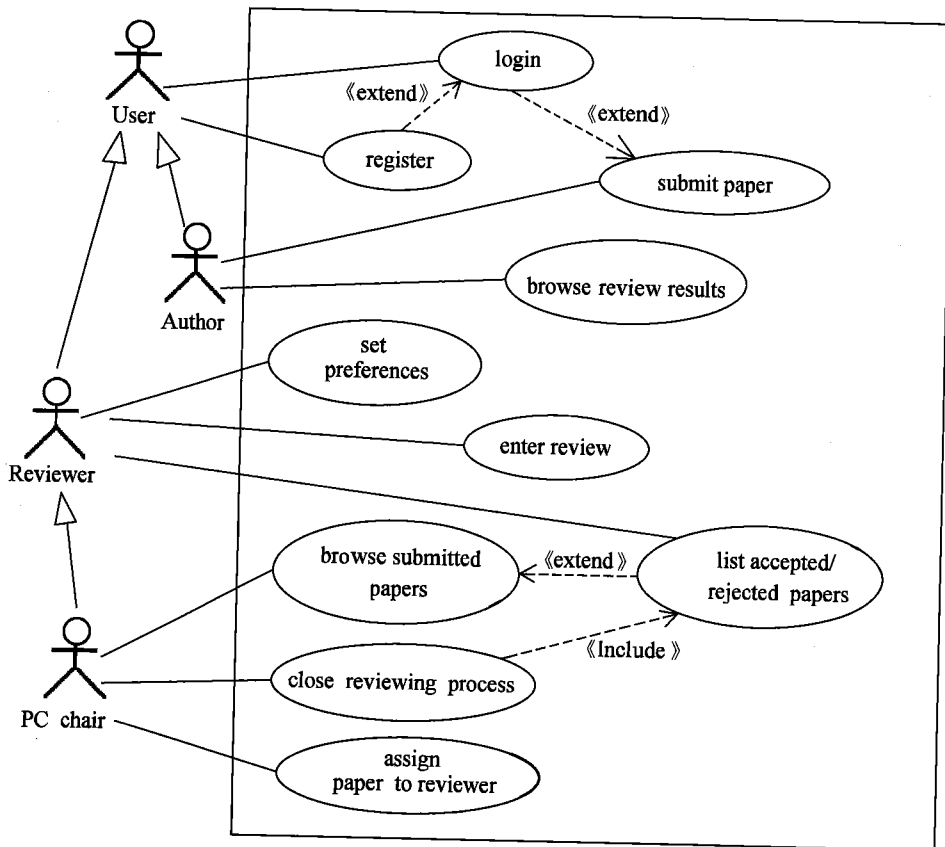 User
login
《extend》
《extend》
register
submit paper
Author
browse review results
set
preferences
Reviewer
enter review
browse submitted
papers
《extend》
list accepted/
rejected papers
《Include》
PC chair
close reviewing process
assign
paper to reviewer